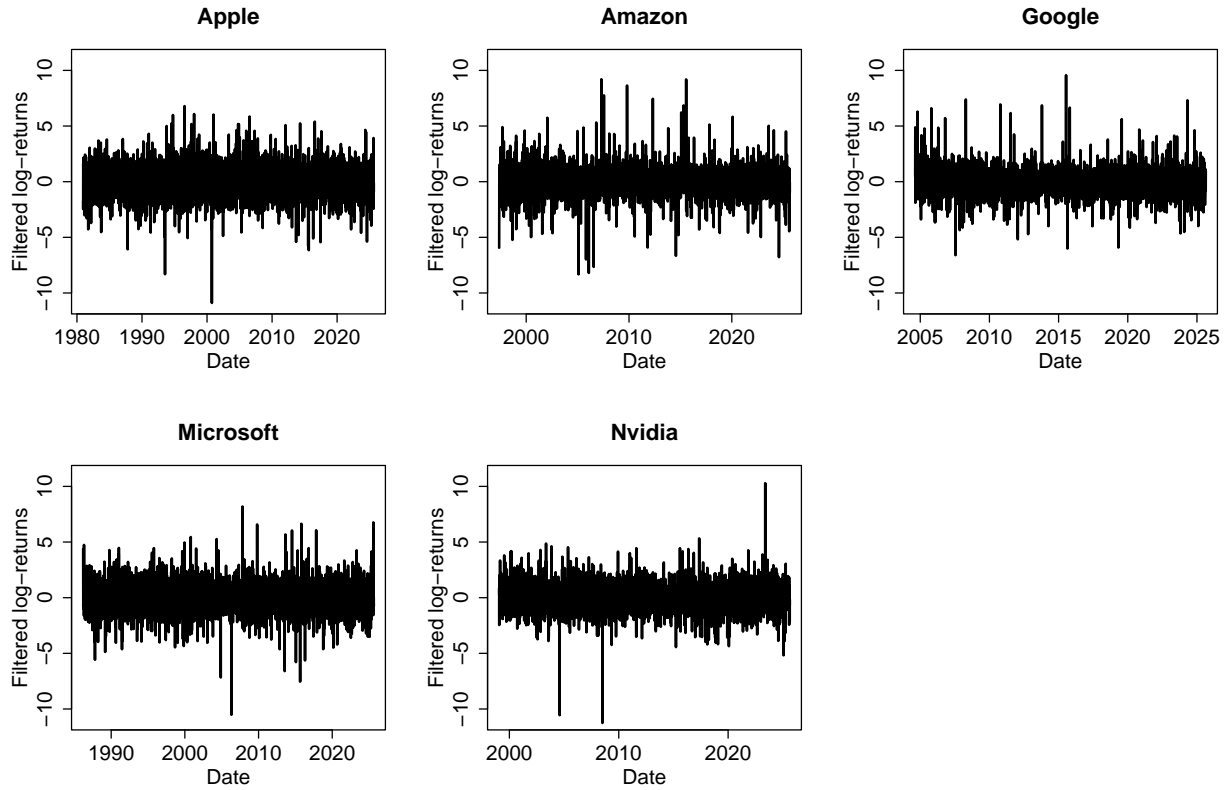 Apple
Filtered log−returns
10
5
0
−5
−10
1980 1990 2000 2010 2020
Date
Amazon
Filtered log−returns
10
5
0
−5
−10
2000 2010 2020
Date
Google
Filtered log−returns
10
5
0
−5
−10
2005 2010 2015 2020 2025
Date
Microsoft
Filtered log−returns
10
5
0
−5
−10
1990 2000 2010 2020
Date
Nvidia
Filtered log−returns
10
5
0
−5
−10
2000 2010 2020
Date